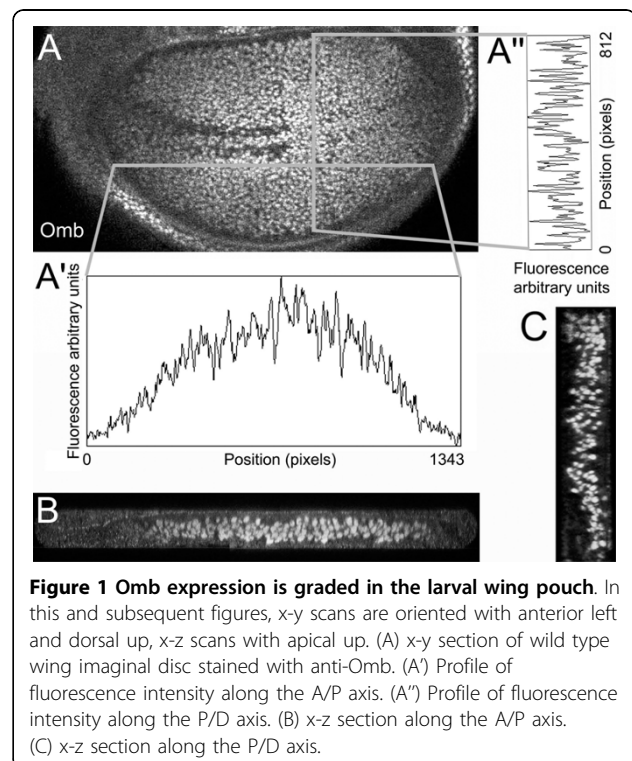 A
Omb
A"
812
Position (pixels)
0
Fluorescence
arbitrary units
A'
Fluorescence arbitrary units
0
Position (pixels)
1343
C
B
Figure 1 Omb expression is graded in the larval wing pouch. In
this and subsequent figures, x-y scans are oriented with anterior left
and dorsal up, x-z scans with apical up. (A) x-y section of wild type
wing imaginal disc stained with anti-Omb. (A’) Profile of
fluorescence intensity along the A/P axis. (A’’) Profile of fluorescence
intensity along the P/D axis. (B) x-z section along the A/P axis.
(C) x-z section along the P/D axis.